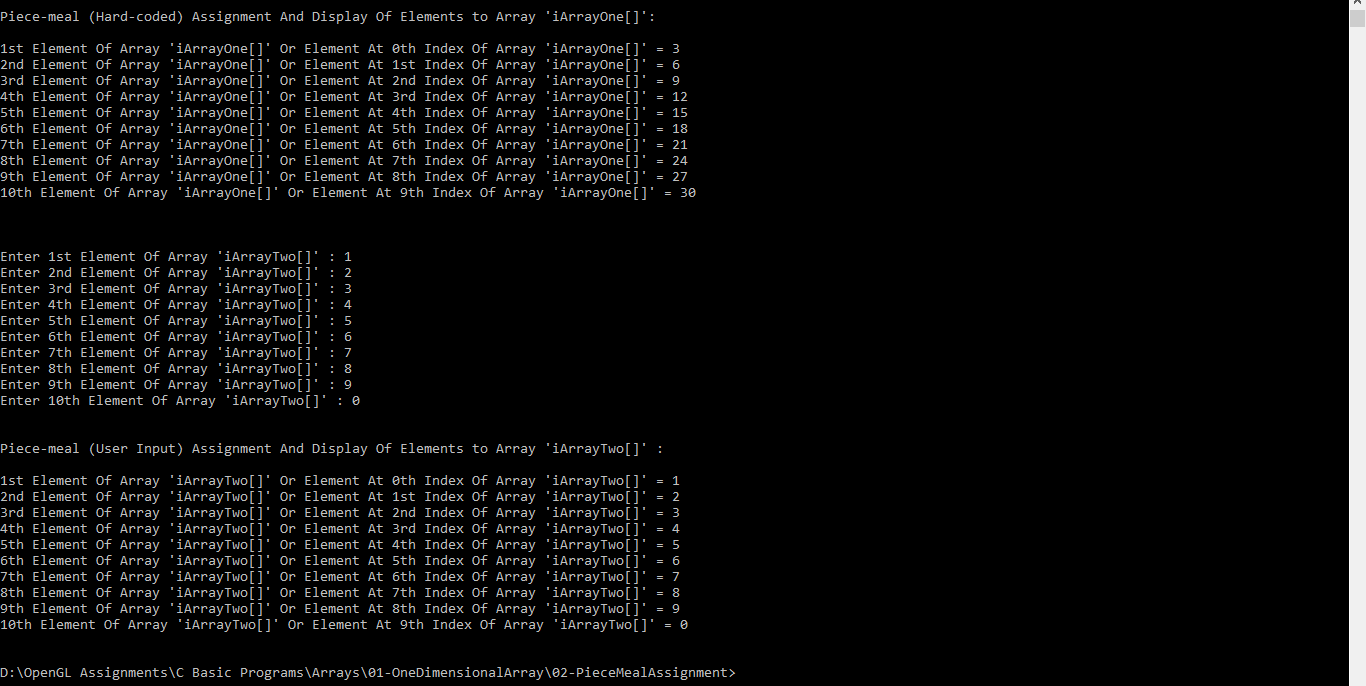 Piece-meal (Hard-coded) Assignment And Display Of Elements to Array 'iArrayOne[]':
1st Element Of Array 'iArrayOne[]' Or Element At 0th Index Of Array 'iArrayOne[]' = 3
2nd Element Of Array 'iArrayOne[]' Or Element At 1st Index Of Array 'iArrayOne[]' = 6
3rd Element Of Array 'iArrayOne[]' Or Element At 2nd Index Of Array 'iArrayOne[]' = 9
4th Element Of Array 'iArrayOne[]' Or Element At 3rd Index Of Array 'iArrayOne[]' = 12
5th Element Of Array 'iArrayOne[]' Or Element At 4th Index Of Array 'iArrayOne[]' = 15
6th Element Of Array 'iArrayOne[]' Or Element At 5th Index Of Array 'iArrayOne[]' = 18
7th Element Of Array 'iArrayOne[]' Or Element At 6th Index Of Array 'iArrayOne[]' = 21
8th Element Of Array 'iArrayOne[]' Or Element At 7th Index Of Array 'iArrayOne[]' = 24
9th Element Of Array 'iArrayOne[]' Or Element At 8th Index Of Array 'iArrayOne[]' = 27
10th Element Of Array 'iArrayOne[]' Or Element At 9th Index Of Array 'iArrayOne[]' = 30
Enter 1st Element Of Array 'iArrayTwo[]' : 1
Enter 2nd Element Of Array 'iArrayTwo[]' : 2
Enter 3rd Element Of Array 'iArrayTwo[]' : 3
Enter 4th Element Of Array 'iArrayTwo[]' : 4
Enter 5th Element Of Array 'iArrayTwo[]' : 5
Enter 6th Element Of Array 'iArrayTwo[]' : 6
Enter 7th Element Of Array 'iArrayTwo[]' : 7
Enter 8th Element Of Array 'iArrayTwo[]' : 8
Enter 9th Element Of Array 'iArrayTwo[]' : 9
Enter 10th Element Of Array 'iArrayTwo[]' : 0
Piece-meal (User Input) Assignment And Display Of Elements to Array 'iArrayTwo[]' :
1st Element Of Array 'iArrayTwo[]' Or Element At 0th Index Of Array 'iArrayTwo[]' = 1
2nd Element Of Array 'iArrayTwo[]' Or Element At 1st Index Of Array 'iArrayTwo[]' = 2
3rd Element Of Array 'iArrayTwo[]' Or Element At 2nd Index Of Array 'iArrayTwo[]' = 3
4th Element Of Array 'iArrayTwo[]' Or Element At 3rd Index Of Array 'iArrayTwo[]' = 4
5th Element Of Array 'iArrayTwo[]' Or Element At 4th Index Of Array 'iArrayTwo[]' = 5
6th Element Of Array 'iArrayTwo[]' Or Element At 5th Index Of Array 'iArrayTwo[]' = 6
7th Element Of Array 'iArrayTwo[]' Or Element At 6th Index Of Array 'iArrayTwo[]' = 7
8th Element Of Array 'iArrayTwo[]' Or Element At 7th Index Of Array 'iArrayTwo[]' = 8
9th Element Of Array 'iArrayTwo[]' Or Element At 8th Index Of Array 'iArrayTwo[]' = 9
10th Element Of Array 'iArrayTwo[]' Or Element At 9th Index Of Array 'iArrayTwo[]' = 0
D:\OpenGL Assignments\C Basic Programs\Arrays\01-OneDimensionalArray\02-PieceMealAssignment>